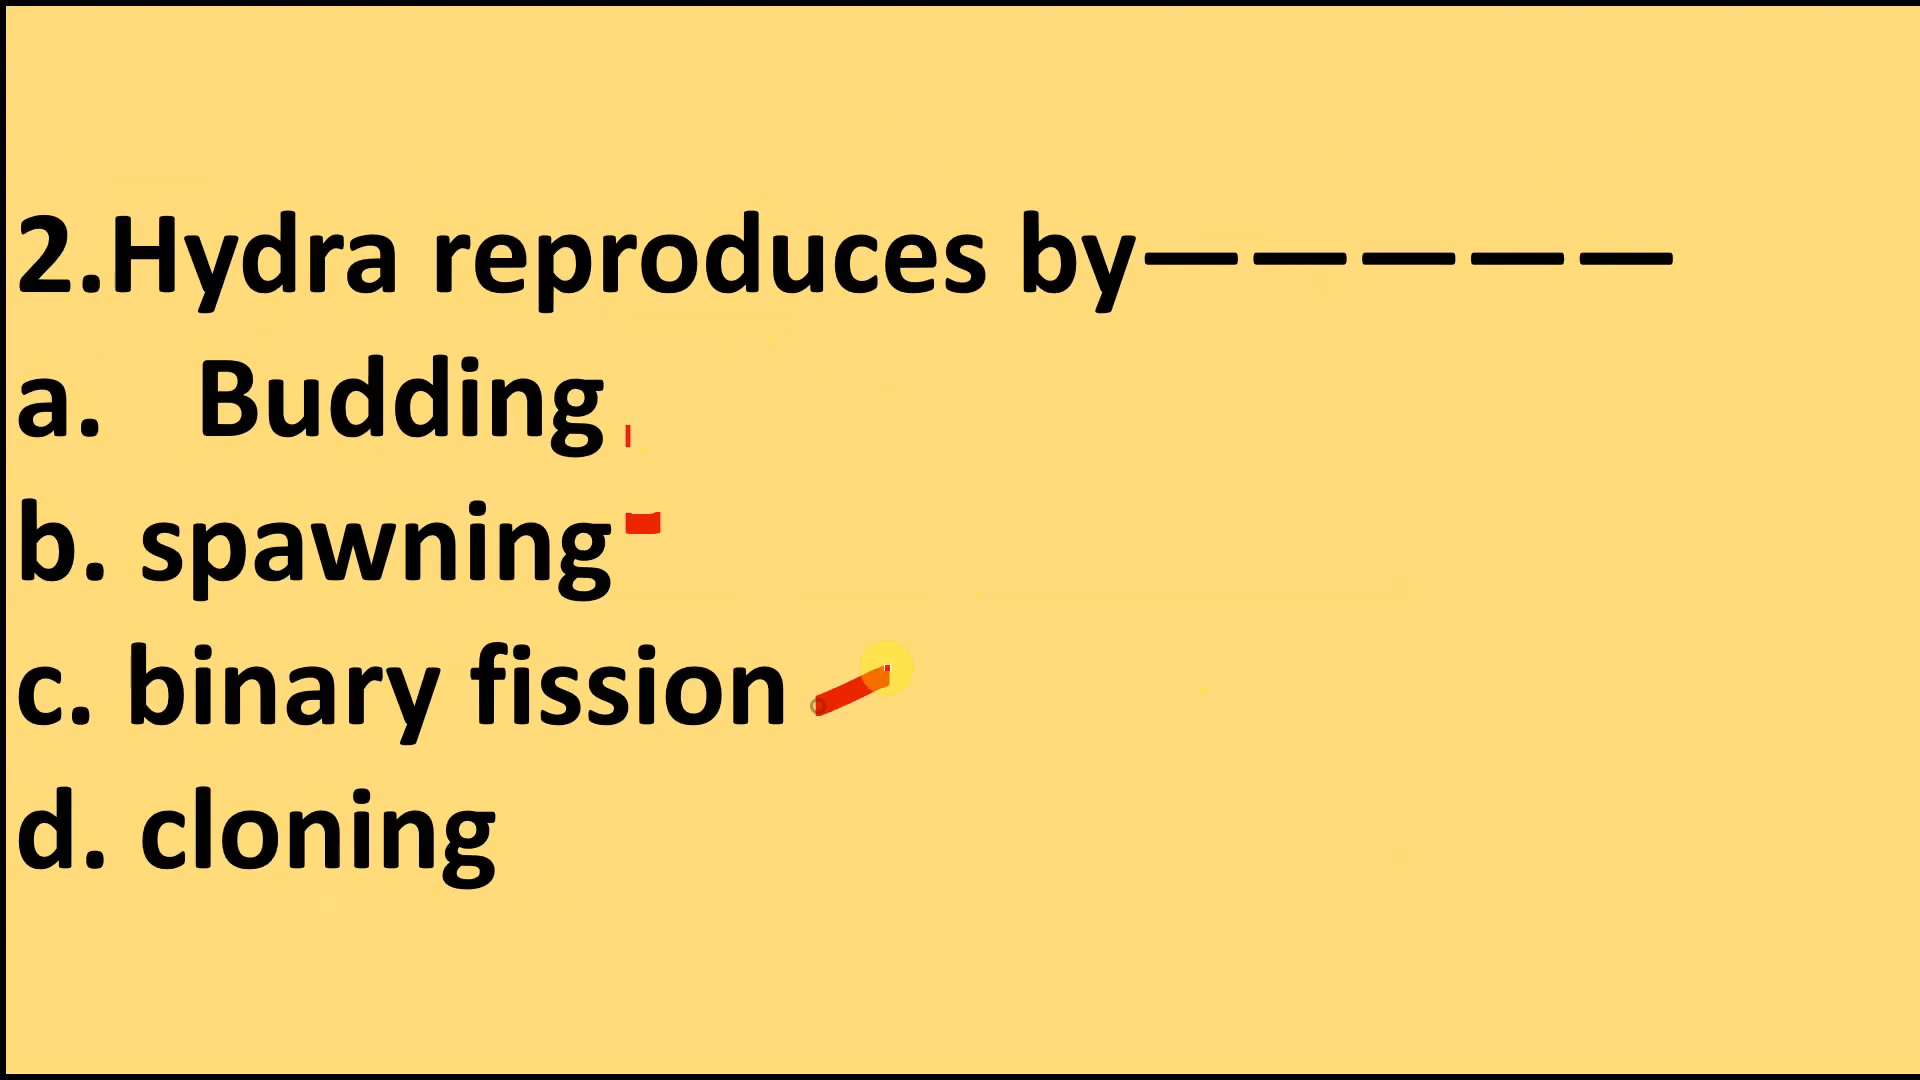 2.Hydra reproduces by— — — — —
a. Budding
b. spawning
c. binary fission
d. cloning